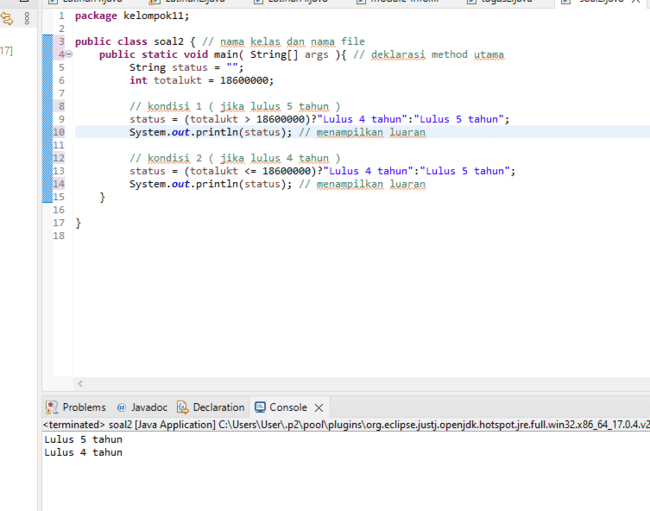 1 package kelompok11;
2
3 public class soal2 { // nama kelas dan nama file
4 public static void main( String[] args ){ // deklarasi method utama
5 String status = "";
6 int totalukt = 18600000;
7
8 // kondisi 1 ( jika lulus 5 tahun )
9 status = (totalukt > 18600000)?"Lulus 4 tahun":"Lulus 5 tahun";
10 System.out.println(status); // menampilkan luaran
11
12 // kondisi 2 ( jika lulus 4 tahun )
13 status = (totalukt <= 18600000)?"Lulus 4 tahun":"Lulus 5 tahun";
14 System.out.println(status); // menampilkan luaran
15 }
16
17 }
18
17]
Problems @ Javadoc Declaration Console
<terminated> soal2 [Java Application] C:\Users\User\.p2\pool\plugins\org.eclipse.justj.openjdk.hotspot.jre.full.win32.x86_64_17.0.4.v2
Lulus 5 tahun
Lulus 4 tahun